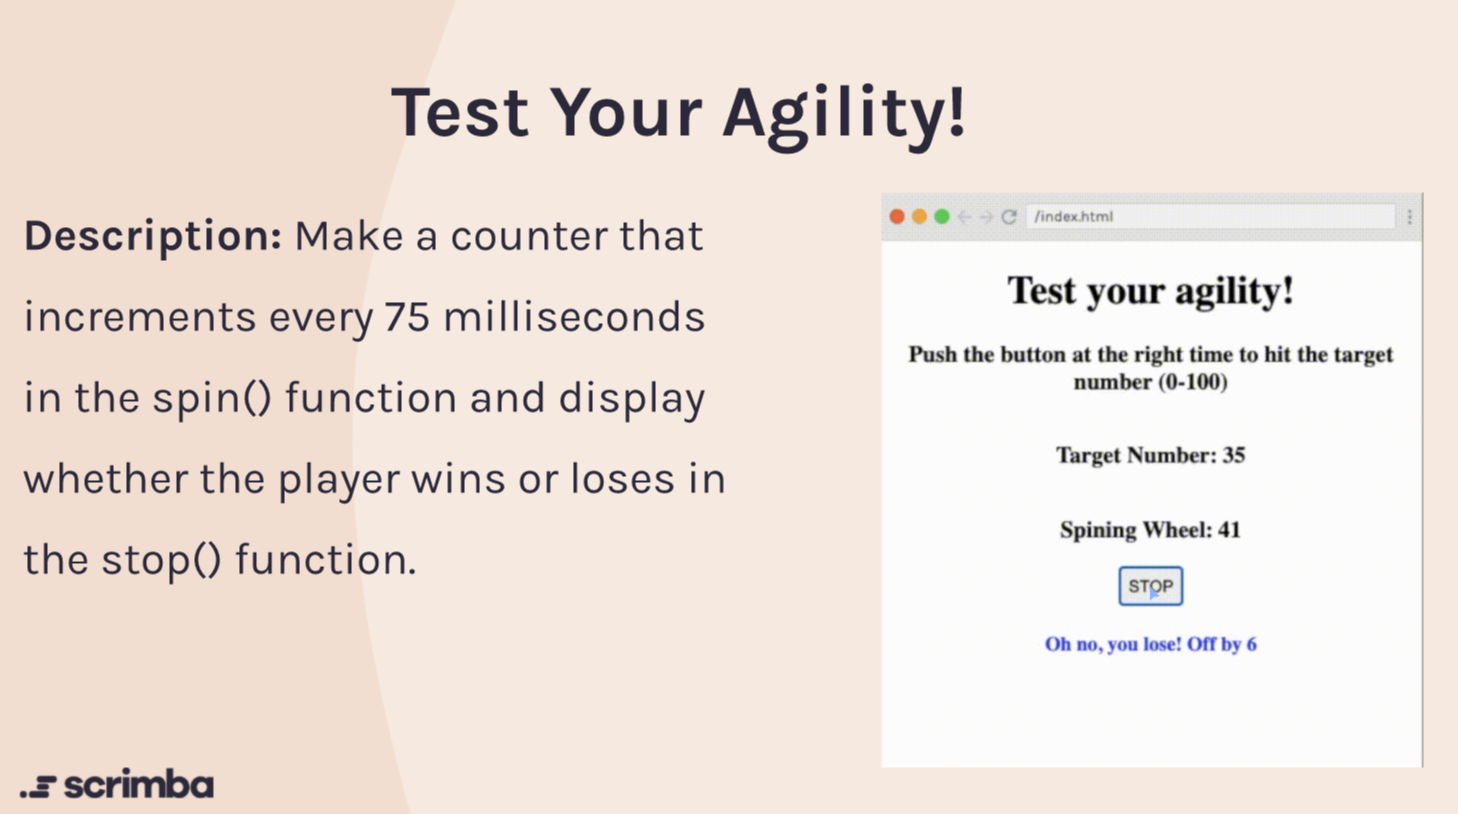 Test Your Agility!
Description: Make a counter that
increments every 75 milliseconds
in the spin() function and display
whether the player wins or loses in
the stop() function.
/index.html
Test your agility!
Push the button at the right time to hit the target
number (0-100)
Target Number: 35
Spining Wheel: 41
STOP
Oh no, you lose! Off by 6
scrimba